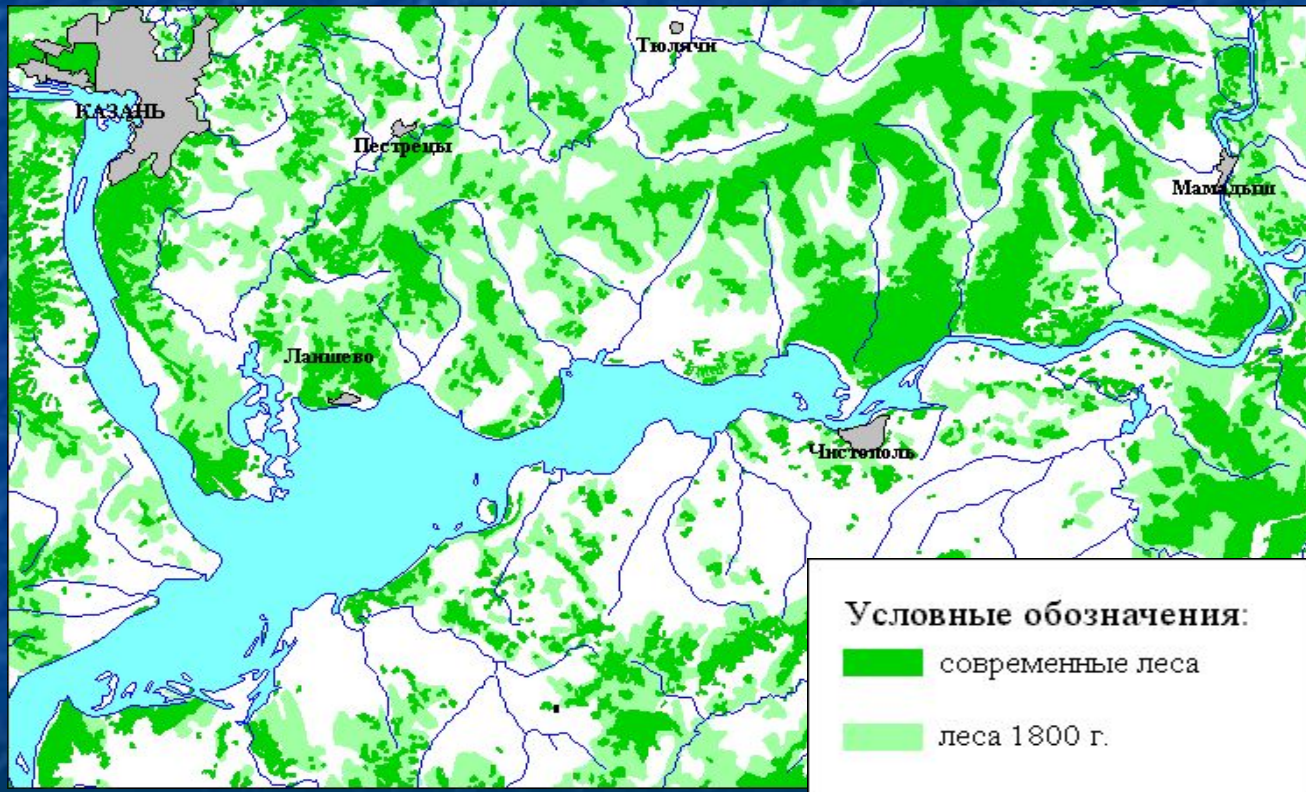 Тюлячи
КАЗАНЬ
Пестрецы
Мамадыш
Лаишево
Чистополь
Условные обозначения:
современные леса
леса 1800 г.